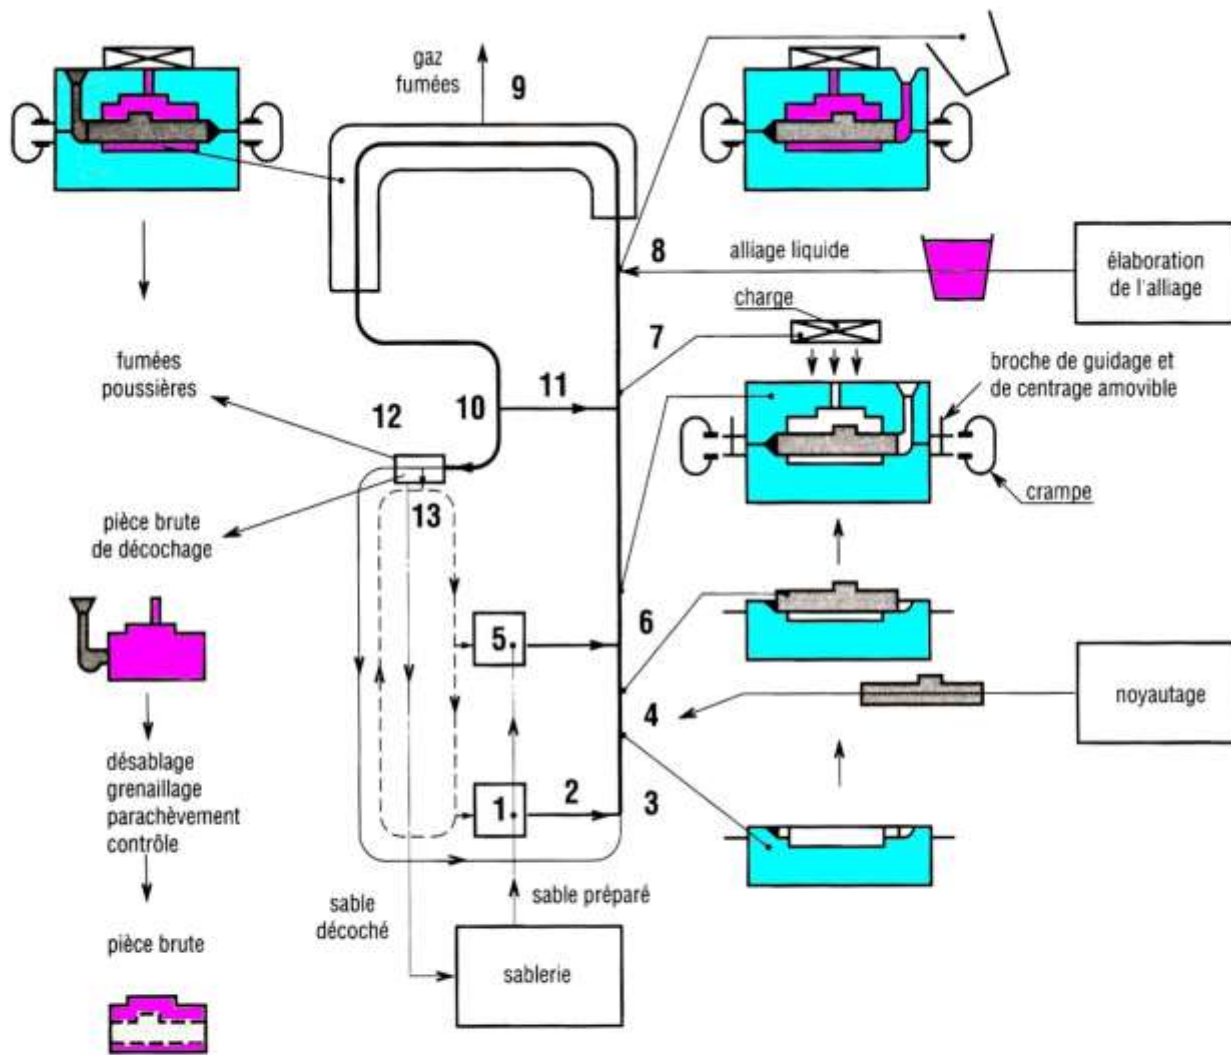 gaz
fumées
9
8
alliage liquide
élaboration
de l'alliage
charge
7
broche de guidage et
de centrage amovible
fumées
poussières
11
10
12
crampe
13
pièce brute
de décochage
5
6
noyautage
4
désablage
grenaillage
parachèvement
contrôle
1
2
3
sable
décoché
sable préparé
pièce brute
sablerie